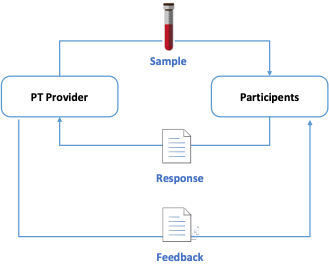 Sample
PT Provider
Participants
Response
Feedback